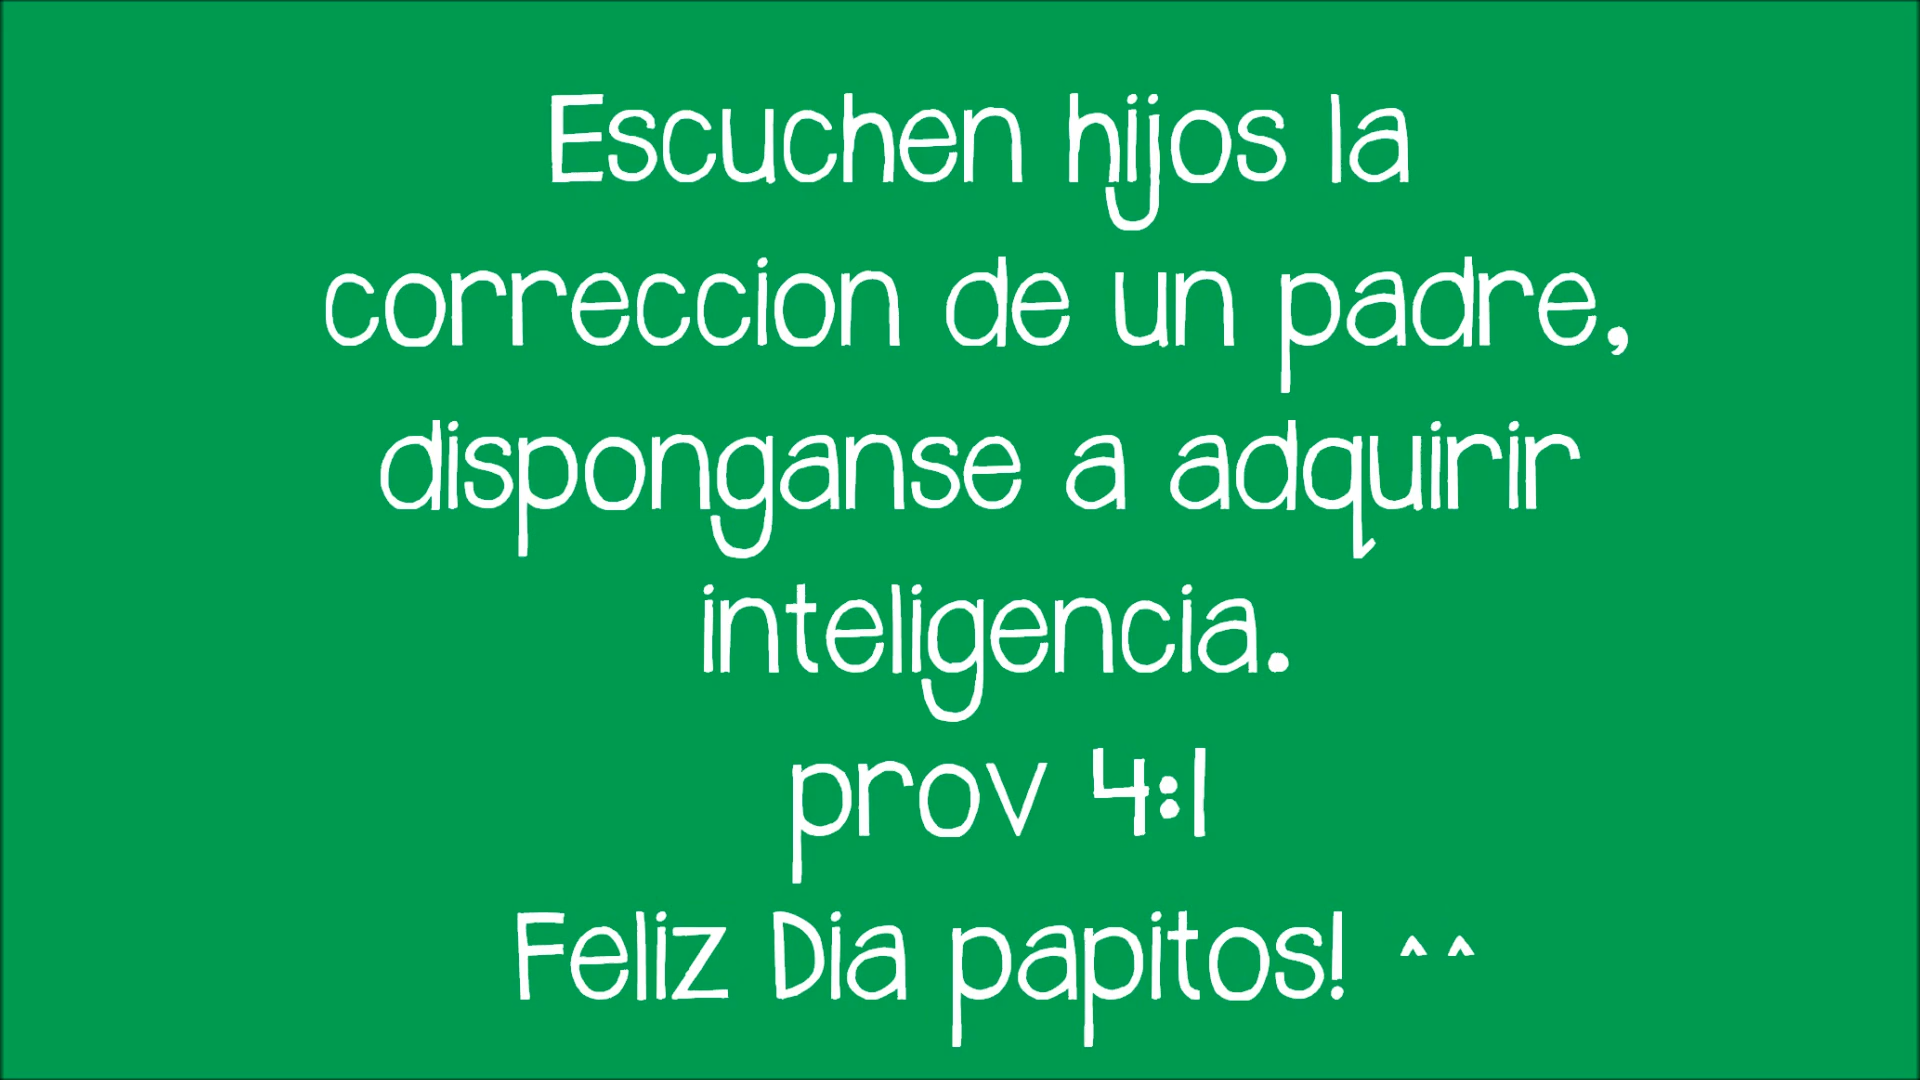 Escuchen hijos la
correccion de un padre,
disponganse a adquirir
inteligencia.
prov 4:1
Feliz Dia papitos! ^^